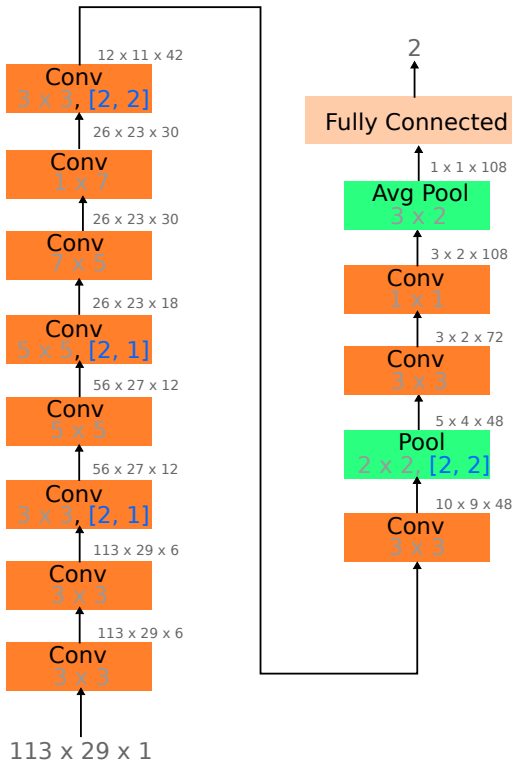 12 x 11 x 42
Conv
3 x 3, [2, 2]
26 x 23 x 30
Conv
1 x 7
26 x 23 x 30
Conv
7 x 5
26 x 23 x 18
Conv
5 x 5, [2, 1]
56 x 27 x 12
Conv
5 x 5
56 x 27 x 12
Conv
3 x 3, [2, 1]
113 x 29 x 6
Conv
3 x 3
113 x 29 x 6
Conv
3 x 3
113 x 29 x 1
2
Fully Connected
1 x 1 x 108
Avg Pool
3 x 2
3 x 2 x 108
Conv
1 x 1
3 x 2 x 72
Conv
3 x 3
5 x 4 x 48
Pool
2 x 2, [2, 2]
10 x 9 x 48
Conv
3 x 3